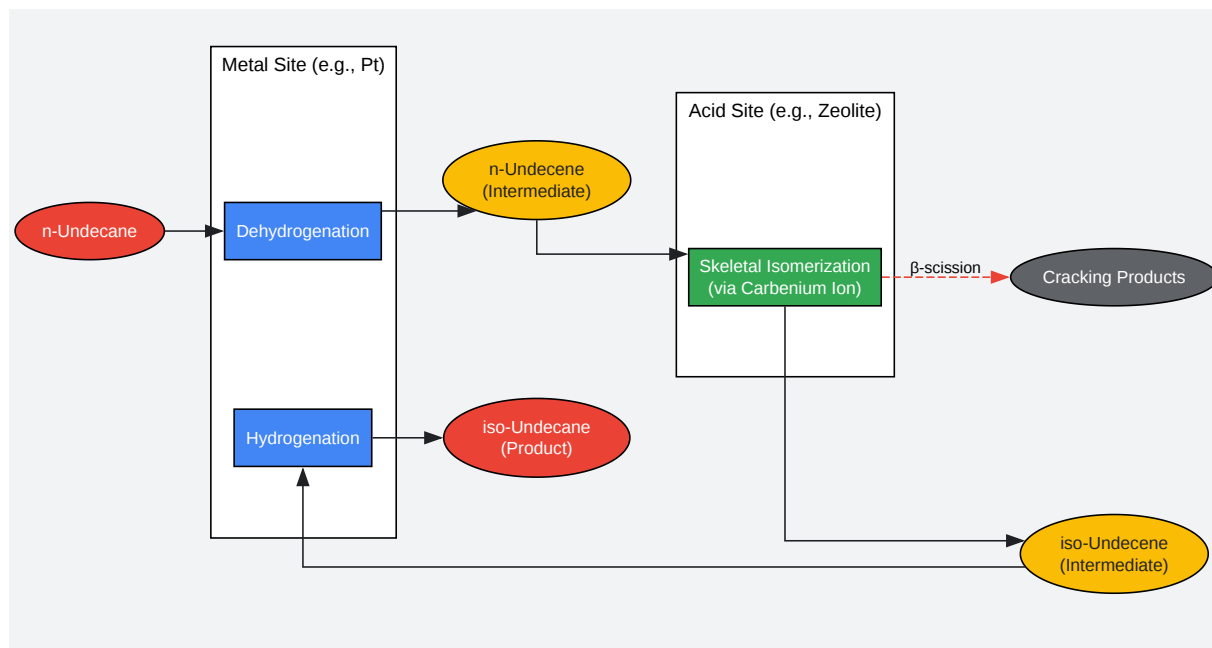 Metal Site (e.g., Pt)
Acid Site (e.g., Zeolite)
n-Undecene
(Intermediate)
n-Undecane
Dehydrogenation
Skeletal Isomerization
(via Carbenium Ion)
β-scission
Cracking Products
Hydrogenation
iso-Undecane
(Product)
iso-Undecene
(Intermediate)